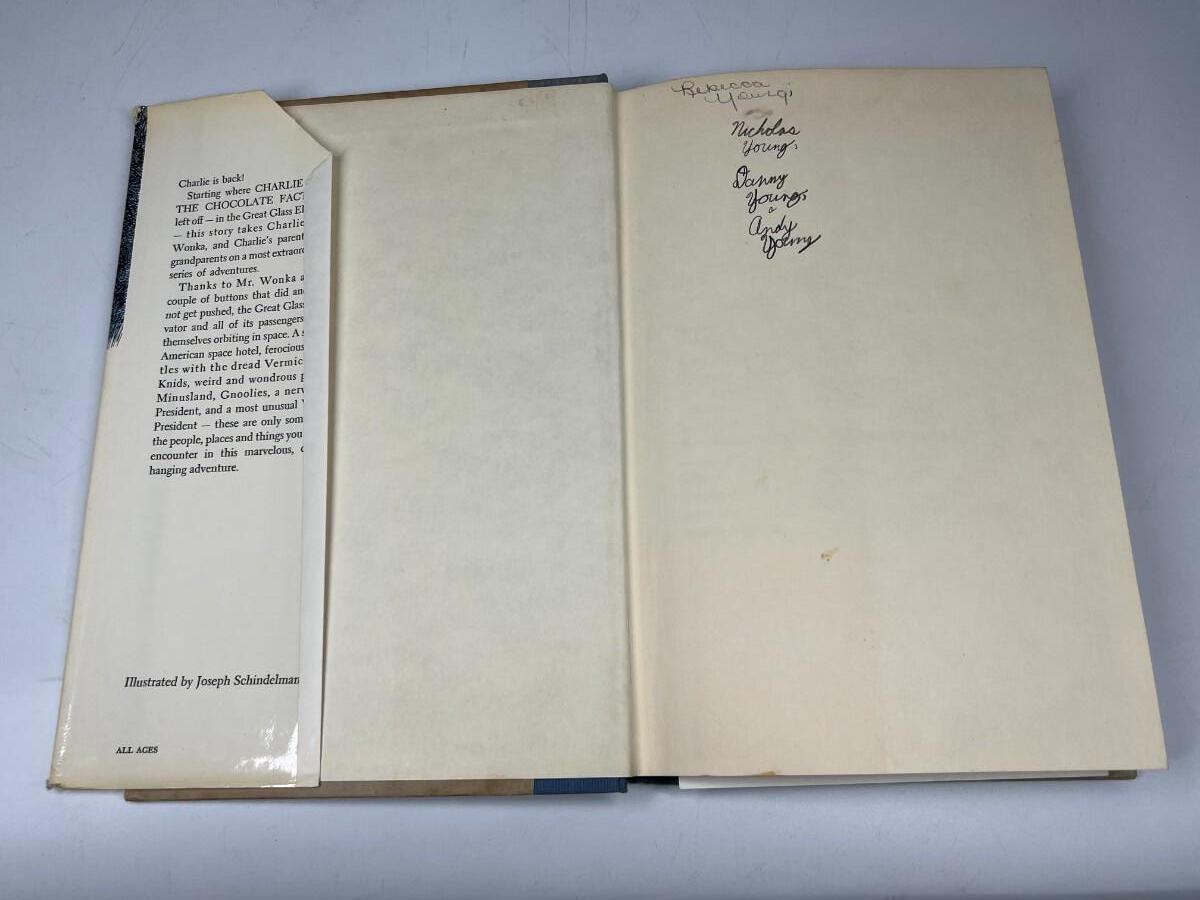 Charlie is back!
Starting where CHARLIE
THE CHOCOLATE FACT
left off — in the Great Glass El
— this story takes Charlie
Wonka, and Charlie's parent
grandparents on a most extraord
series of adventures.
Thanks to Mr. Wonka a
couple of buttons that did an
not get pushed, the Great Glass
vator and all of its passengers
themselves orbiting in space. A s
American space hotel, ferocious
tles with the dread Vermic
Knids, weird and wondrous p
Minusland, Gnoolies, a nerv
President, and a most unusual V
President — these are only som
the people, places and things you
encounter in this marvelous, c
hanging adventure.
Illustrated by Joseph Schindelman
ALL AGES
Rebecca
Young,
Nicholas
Young,
Danny
Young,
&
Andy
Young